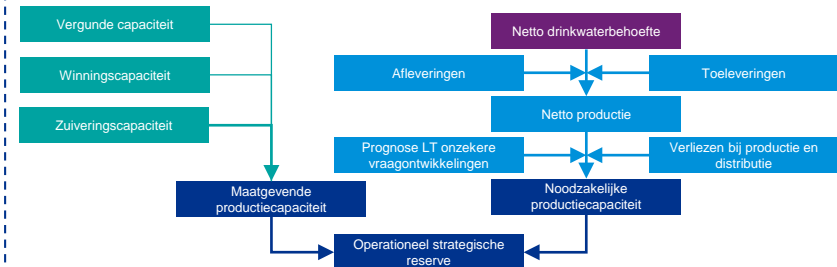 Vergunde capaciteit
Netto drinkwaterbehoefte
Winningscapaciteit
Afleveringen
Toeleveringen
Zuiveringscapaciteit
Netto productie
Prognose LT onzekere
vraagontwikkelingen
Verliezen bij productie en
distributie
Maatgevende
productiecapaciteit
Noodzakelijke
productiecapaciteit
Operationeel strategische
reserve